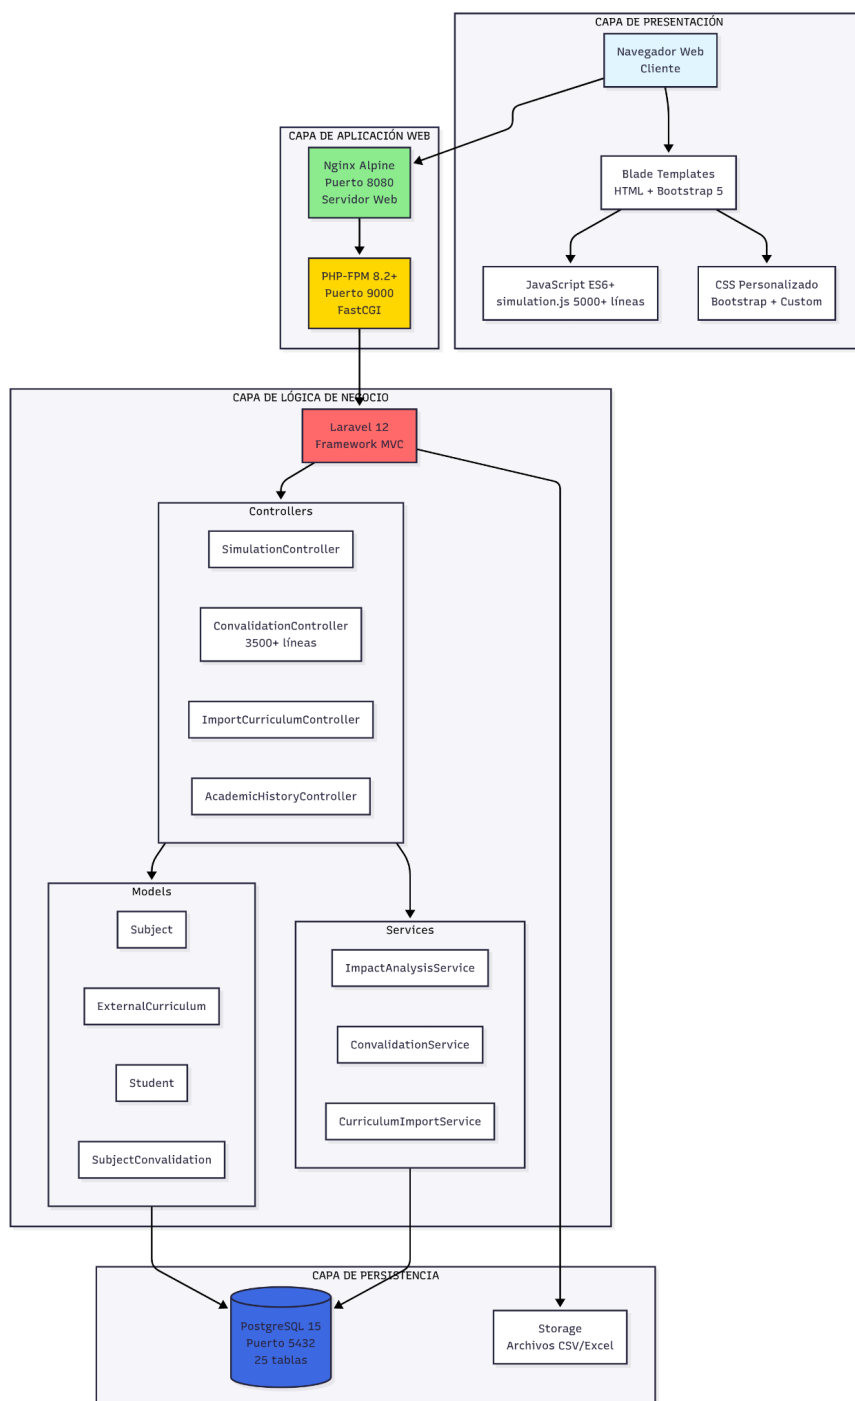 CAPA DE PRESENTACIÓN
Navegador Web
Cliente
CAPA DE APLICACIÓN WEB
Nginx Alpine
Puerto 8080
Servidor Web
Blade Templates
HTML + Bootstrap 5
PHP-FPM 8.2+
Puerto 9000
FastCGI
JavaScript ES6+
simulation.js 5000+ líneas
CSS Personalizado
Bootstrap + Custom
CAPA DE LÓGICA DE NEGOCIO
Laravel 12
Framework MVC
Controllers
SimulationController
ConvalidationController
3500+ líneas
ImportCurriculumController
AcademicHistoryController
Models
Subject
ExternalCurriculum
Student
SubjectConvalidation
Services
ImpactAnalysisService
ConvalidationService
CurriculumImportService
CAPA DE PERSISTENCIA
PostgreSQL 15
Puerto 5432
25 tablas
Storage
Archivos CSV/Excel